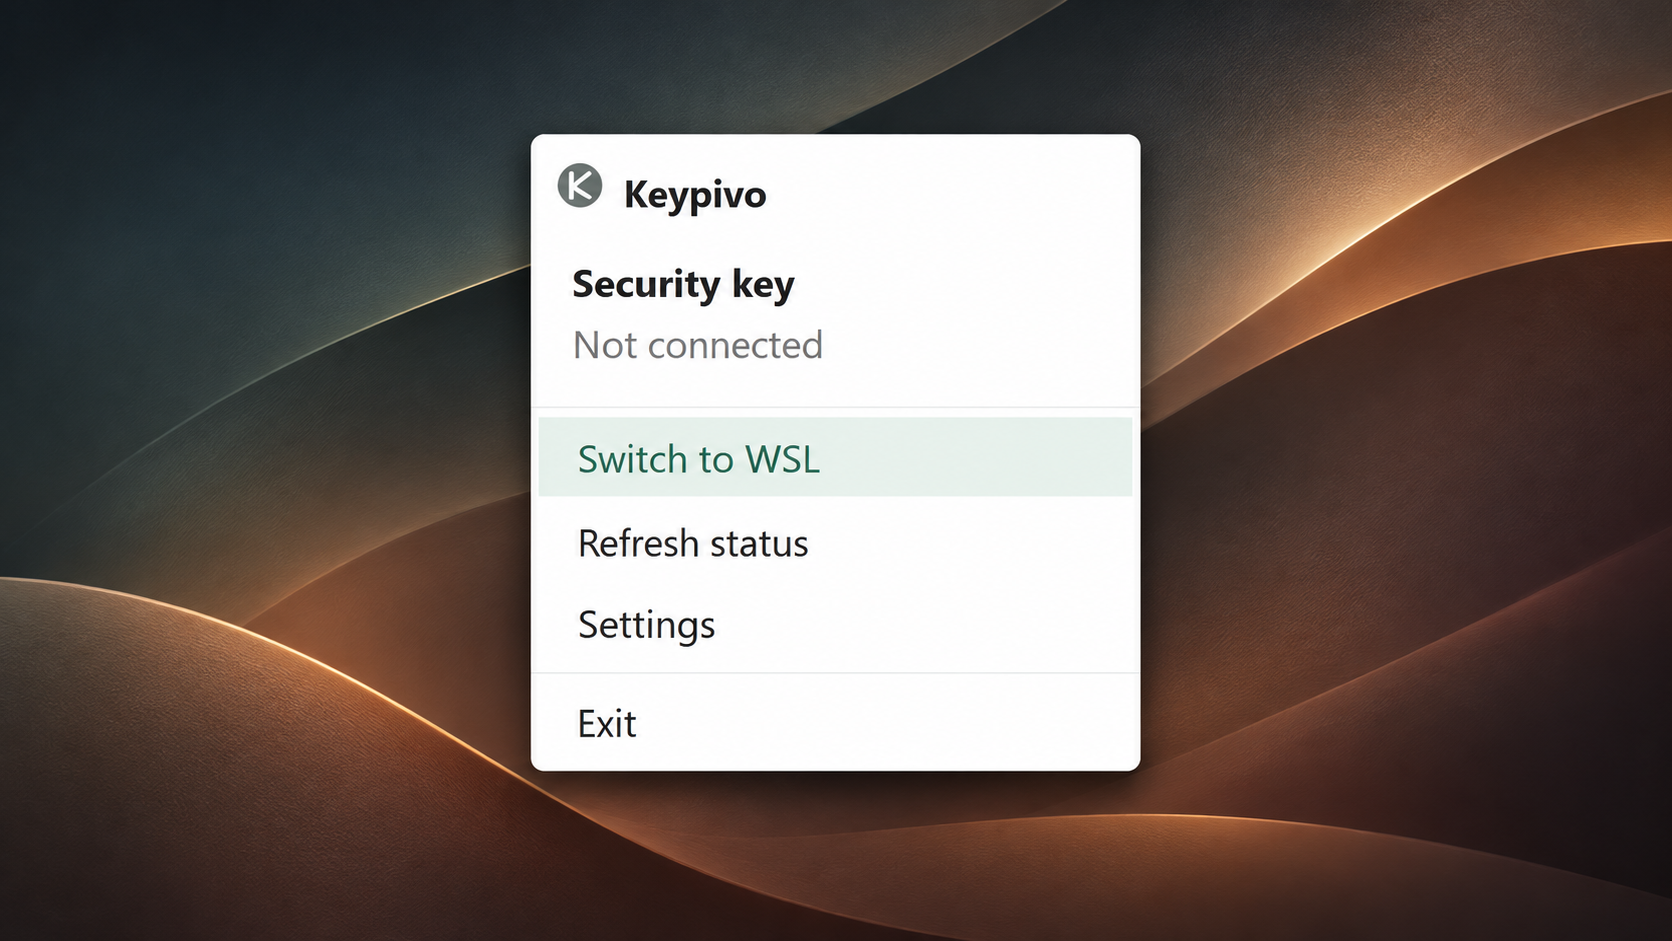 K
Keypivo
Security key
Not connected
Switch to WSL
Refresh status
Settings
Exit